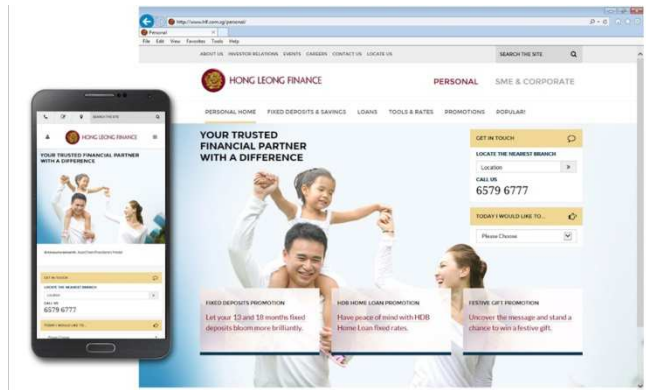 http://www.hlf.com.sg/personal/
Personal
File Edit View Favorites Tools Help
ABOUT US INVESTOR RELATIONS EVENTS CAREERS CONTACT US LOCATE US
SEARCH THE SITE
HONG LEONG FINANCE
PERSONAL SME & CORPORATE
PERSONAL HOME FIXED DEPOSITS & SAVINGS LOANS TOOLS & RATES PROMOTIONS POPULAR!
YOUR TRUSTED
FINANCIAL PARTNER
WITH A DIFFERENCE
GET IN TOUCH
LOCATE THE NEAREST BRANCH
Location
CALL US
6579 6777
TODAY I WOULD LIKE TO...
Please Choose
FIXED DEPOSITS PROMOTION
Let your 13 and 18 months fixed
deposits bloom more brilliantly.
HDB HOME LOAN PROMOTION
Have peace of mind with HDB
Home Loan fixed rates.
FESTIVE GIFT PROMOTION
Uncover the message and stand a
chance to win a festive gift.
SEARCH THE SITE
HONG LEONG FINANCE
YOUR TRUSTED FINANCIAL PARTNER
WITH A DIFFERENCE
GET IN TOUCH
LOCATE THE NEAREST BRANCH
Location
CALL US
6579 6777
TODAY I WOULD LIKE TO...